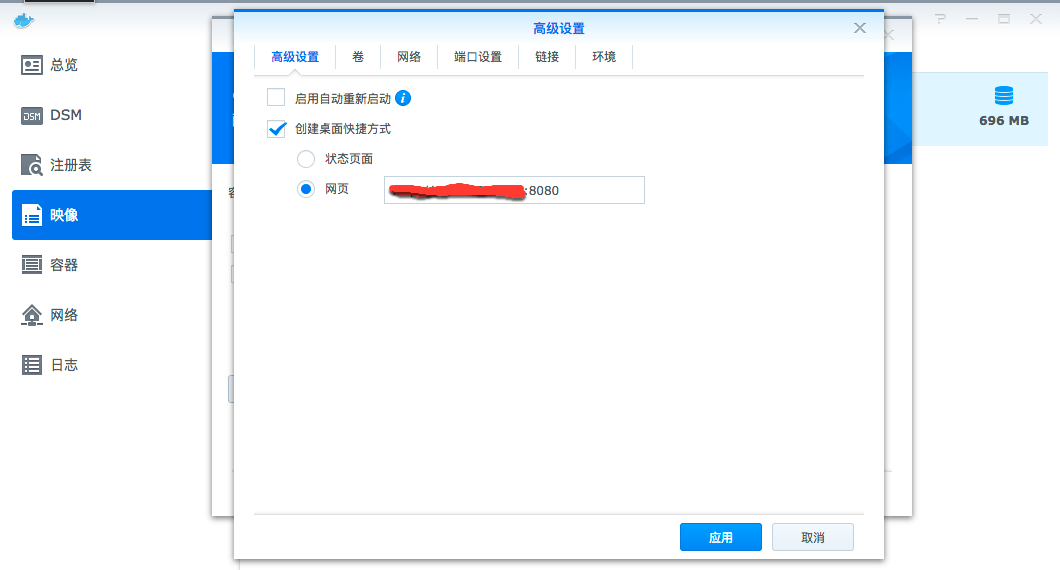 高级设置
高级设置 卷 网络 端口设置 链接 环境
启用自动重新启动
创建桌面快捷方式
状态页面
网页 :8080
应用 取消
总览
DSM
注册表
映像
容器
网络
日志
696 MB